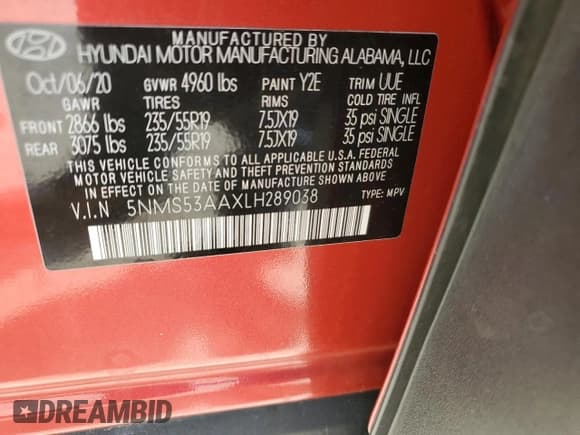 MANUFACTURED BY
HYUNDAI MOTOR MANUFACTURING ALABAMA, LLC
Oct/06/20 GVWR 4960 lbs PAINT Y2E TRIM UUE
GAWR TIRES RIMS COLD TIRE INFL
FRONT 2866 lbs 235/55R19 7.5JX19 35 psi SINGLE
REAR 3075 lbs 235/55R19 7.5JX19 35 psi SINGLE
THIS VEHICLE CONFORMS TO ALL APPLICABLE U.S.A. FEDERAL
MOTOR VEHICLE SAFETY AND THEFT PREVENTION STANDARDS
IN EFFECT ON THE DATE OF MANUFACTURE SHOWN ABOVE
V.I.N 5NMS53AAXLH289038 TYPE: MPV
DREAMBID